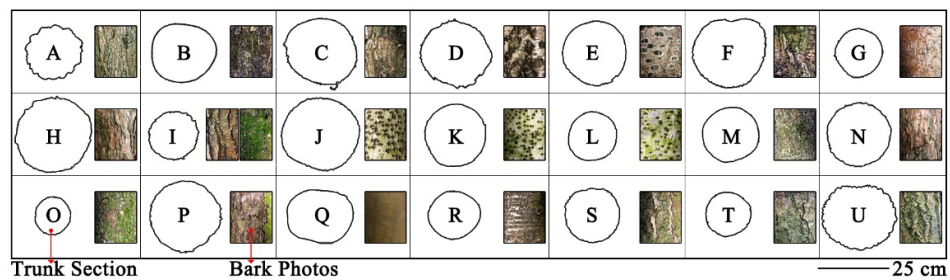 A B C D E F G
H I J K L M N
O P Q R S T U
Trunk Section Bark Photos 25 cm